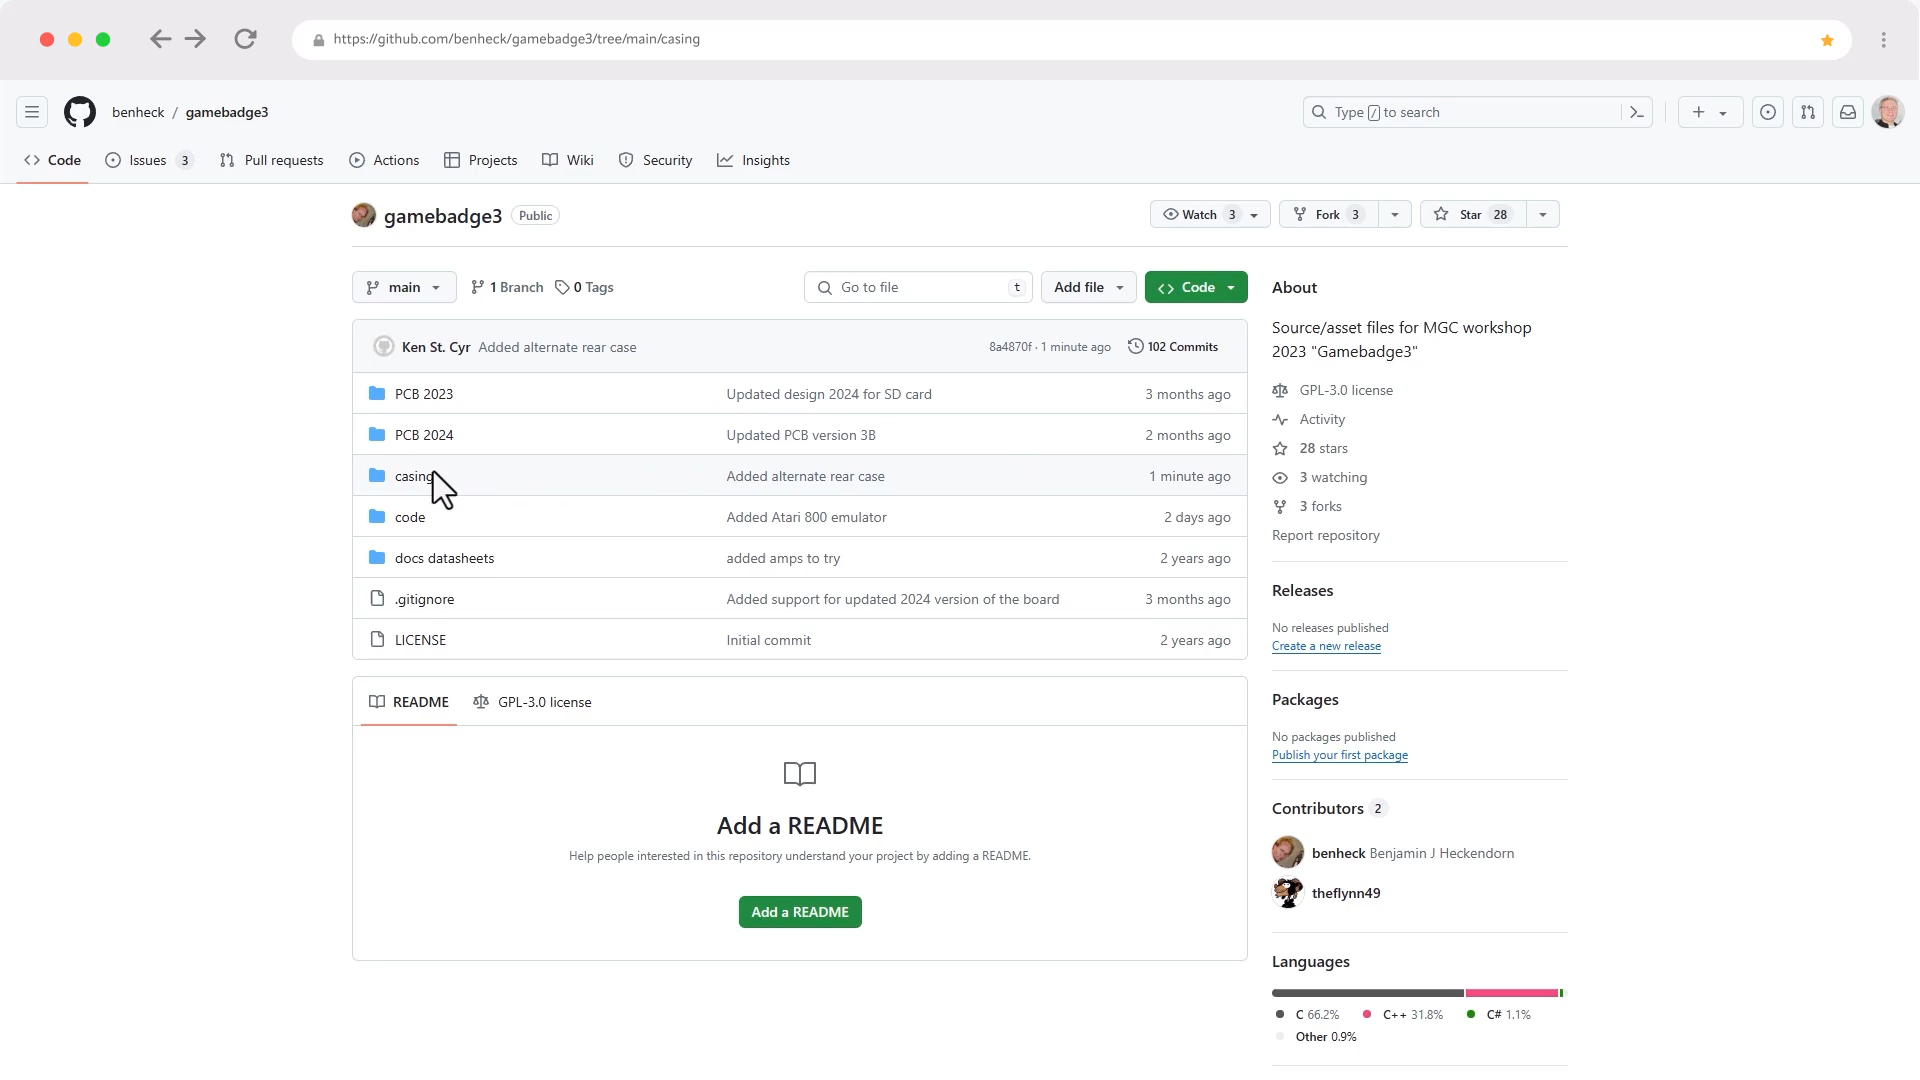 https://github.com/benheck/gamebadge3/tree/main/casing
benheck / gamebadge3
Type / to search
Code
Issues 3
Pull requests
Actions
Projects
Wiki
Security
Insights
gamebadge3 Public
Watch 3
Fork 3
Star 28
main
1 Branch
0 Tags
Go to file t
Add file
Code
Ken St. Cyr Added alternate rear case 8a4870f · 1 minute ago 102 Commits
PCB 2023 Updated design 2024 for SD card 3 months ago
PCB 2024 Updated PCB version 3B 2 months ago
casing Added alternate rear case 1 minute ago
code Added Atari 800 emulator 2 days ago
docs datasheets added amps to try 2 years ago
.gitignore Added support for updated 2024 version of the board 3 months ago
LICENSE Initial commit 2 years ago
README GPL-3.0 license
Add a README
Help people interested in this repository understand your project by adding a README.
Add a README
About
Source/asset files for MGC workshop
2023 "Gamebadge3"
GPL-3.0 license
Activity
28 stars
3 watching
3 forks
Report repository
Releases
No releases published
Create a new release
Packages
No packages published
Publish your first package
Contributors 2
benheck Benjamin J Heckendorn
theflynn49
Languages
C 66.2% C++ 31.8% C# 1.1%
Other 0.9%